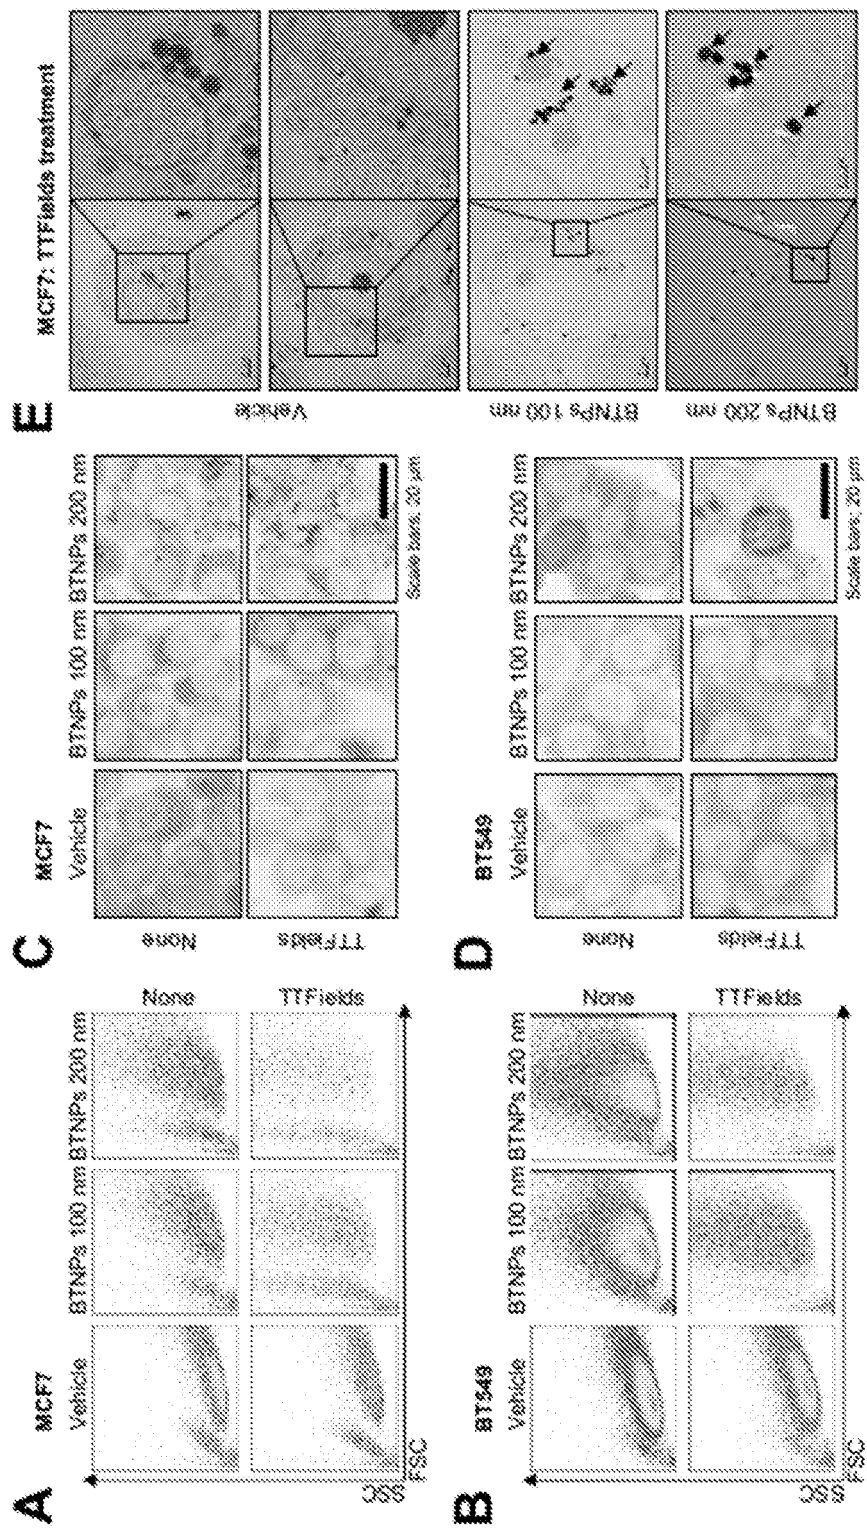 A
MCF7
Vehicle
BTNPs 100 nm
BTNPs 200 nm
None
TTFields
SSC
FSC
B
BT549
Vehicle
BTNPs 100 nm
BTNPs 200 nm
None
TTFields
SSC
FSC
C
MCF7
Vehicle
BTNPs 100 nm
BTNPs 200 nm
None
TTFields
Scale bars: 20 μm
D
BT549
Vehicle
BTNPs 100 nm
BTNPs 200 nm
None
TTFields
Scale bars: 20 μm
E
MCF7: TTFields treatment
Vehicle
BTNPs 100 nm
BTNPs 200 nm